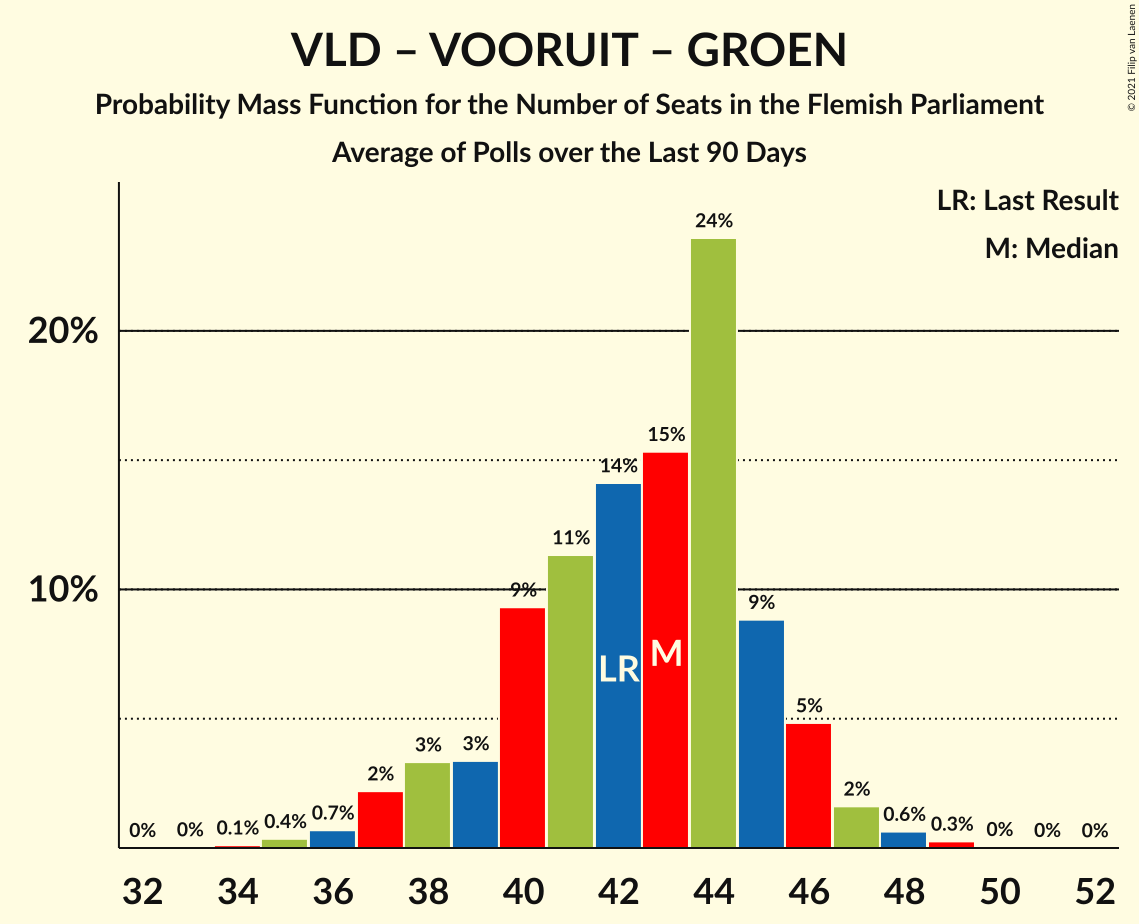 VLD – VOORUIT – GROEN
Probability Mass Function for the Number of Seats in the Flemish Parliament
Average of Polls over the Last 90 Days
© 2021 Filip van Laenen
LR: Last Result
M: Median
20%
10%
0% 0% 0.1% 0.4% 0.7% 2% 3% 3% 9% 11% 14% 15% 24% 9% 5% 2% 0.6% 0.3% 0% 0% 0%
LR M
32 34 36 38 40 42 44 46 48 50 52